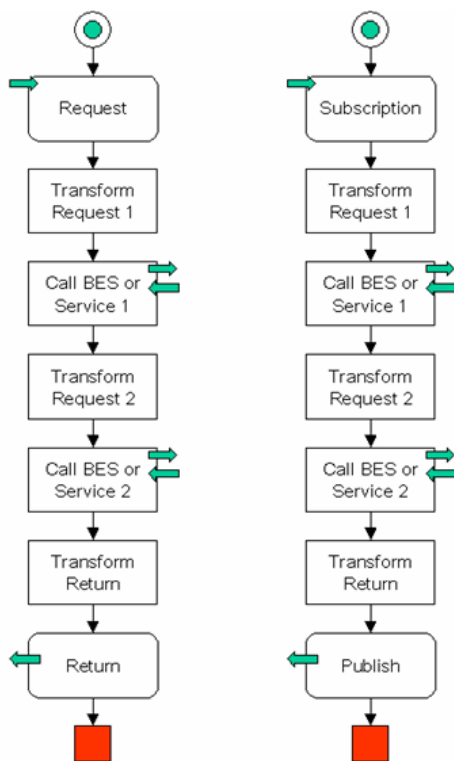 Request
Transform
Request 1
Call BES or
Service 1
Transform
Request 2
Call BES or
Service 2
Transform
Return
Return
Subscription
Transform
Request 1
Call BES or
Service 1
Transform
Request 2
Call BES or
Service 2
Transform
Return
Publish